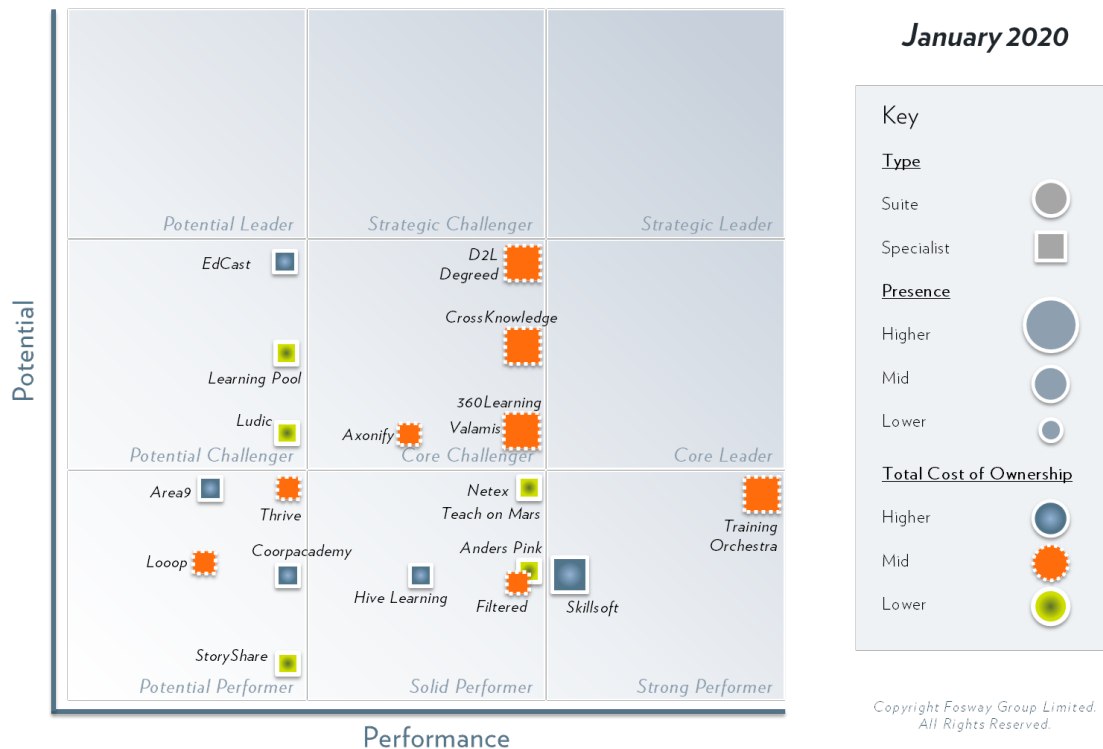 January 2020
Potential Leader
Strategic Challenger
Strategic Leader
EdCast
D2L
Degreed
CrossKnowledge
Learning Pool
Ludic
360Learning
Axonify
Valamis
Potential Challenger
Core Challenger
Core Leader
Area9
Thrive
Netex
Teach on Mars
Training
Orchestra
Looop
Coorpacademy
Anders Pink
Hive Learning
Filtered
Skillsoft
StoryShare
Potential Performer
Solid Performer
Strong Performer
Potential
Performance
Key
Type
Suite
Specialist
Presence
Higher
Mid
Lower
Total Cost of Ownership
Higher
Mid
Lower
Copyright Fosway Group Limited.
All Rights Reserved.